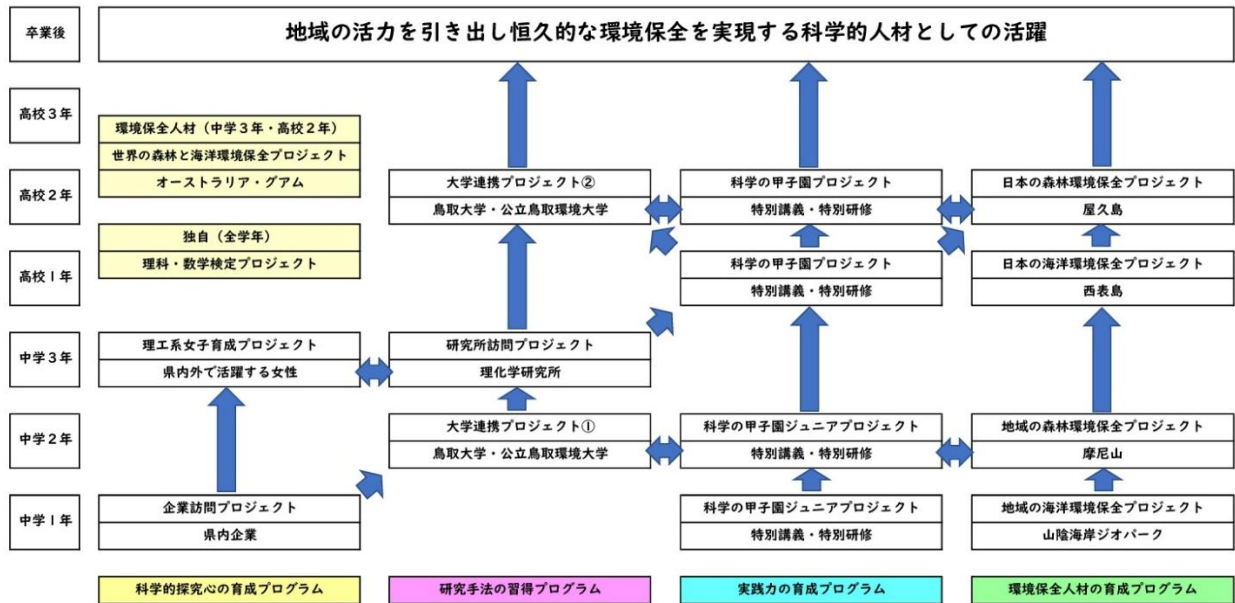 卒業後
地域の活力を引き出し恒久的な環境保全を実現する科学的人材としての活躍
高校3年
環境保全人材（中学3年・高校2年）
世界の森林と海洋環境保全プロジェクト
オーストラリア・グアム
高校2年
大学連携プロジェクト②
鳥取大学・公立鳥取環境大学
科学の甲子園プロジェクト
特別講義・特別研修
日本の森林環境保全プロジェクト
屋久島
独自（全学年）
理科・数学検定プロジェクト
高校1年
科学の甲子園プロジェクト
特別講義・特別研修
日本の海洋環境保全プロジェクト
西表島
中学3年
理工系女子育成プロジェクト
県内外で活躍する女性
研究所訪問プロジェクト
理化学研究所
中学2年
大学連携プロジェクト①
鳥取大学・公立鳥取環境大学
科学の甲子園ジュニアプロジェクト
特別講義・特別研修
地域の森林環境保全プロジェクト
摩尼山
中学1年
企業訪問プロジェクト
県内企業
科学の甲子園ジュニアプロジェクト
特別講義・特別研修
地域の海洋環境保全プロジェクト
山陰海岸ジオパーク
科学的探究心の育成プログラム
研究手法の習得プログラム
実践力の育成プログラム
環境保全人材の育成プログラム